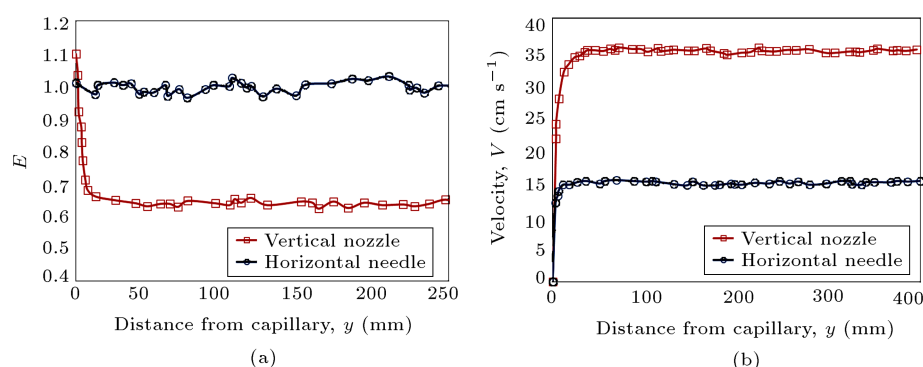 1.2
1.1
1.0
0.9
0.8
0.7
0.6
0.5
0.4
E
0 50 100 150 200 250
Distance from capillary, y (mm)
Vertical nozzle
Horizontal needle
(a)
40
35
30
25
20
15
10
5
0
Velocity, V (cm s⁻¹)
0 100 200 300 400
Distance from capillary, y (mm)
Vertical nozzle
Horizontal needle
(b)